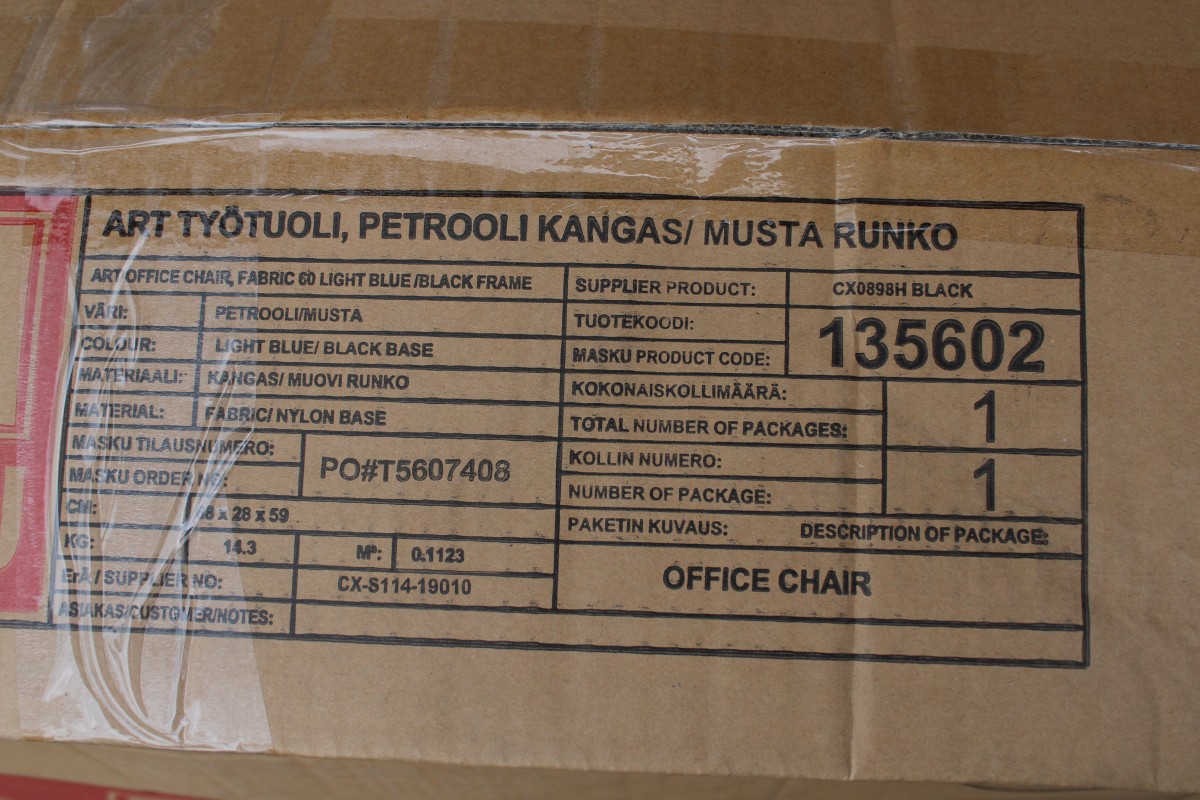 ART TYÖTUOLI, PETROOLI KANGAS/ MUSTA RUNKO
ART OFFICE CHAIR, FABRIC 60 LIGHT BLUE /BLACK FRAME
SUPPLIER PRODUCT: CX0898H BLACK
VÄRI: PETROOLI/MUSTA
COLOUR: LIGHT BLUE/ BLACK BASE
TUOTEKOODI:
MASKU PRODUCT CODE: 135602
MATERIAALI: KANGAS/ MUOVI RUNKO
MATERIAL: FABRIC/ NYLON BASE
KOKONAISKOLLIMÄÄRÄ:
TOTAL NUMBER OF PACKAGES: 1
MASKU TILAUSNUMERO:
MASKU ORDER NO: PO#T5607408
KOLLIN NUMERO:
NUMBER OF PACKAGE: 1
CM: x 28 x 59
KG: 14.3 M³: 0.1123
ErÄ / SUPPLIER NO: CX-S114-19010
ASIAKAS/CUSTOMER/NOTES:
PAKETIN KUVAUS: DESCRIPTION OF PACKAGE:
OFFICE CHAIR